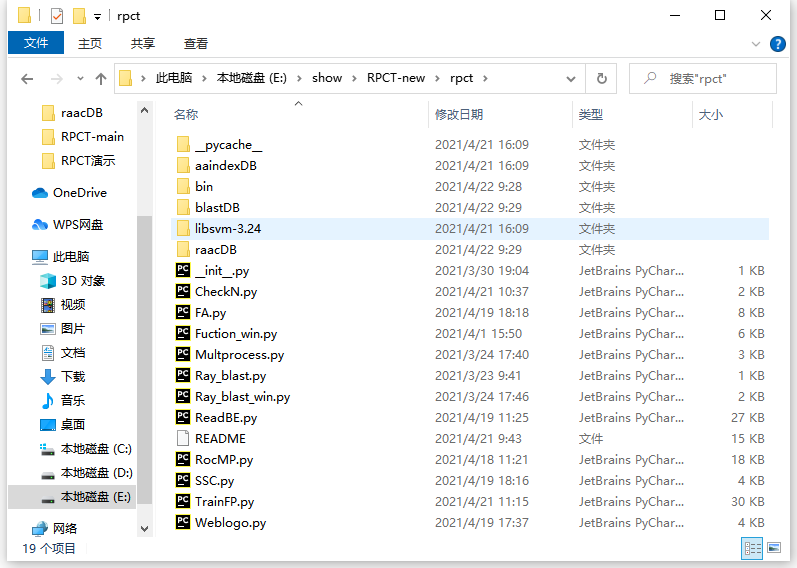 rpct
文件 主页 共享 查看
此电脑 本地磁盘 (E:) show RPCT-new rpct 搜索"rpct"
raacDB
RPCT-main
RPCT演示
OneDrive
WPS网盘
此电脑
3D 对象
视频
图片
文档
下载
音乐
桌面
本地磁盘 (C:)
本地磁盘 (D:)
本地磁盘 (E:)
网络
名称 修改日期 类型 大小
__pycache__ 2021/4/21 16:09 文件夹
aaindexDB 2021/4/21 16:09 文件夹
bin 2021/4/22 9:28 文件夹
blastDB 2021/4/22 9:29 文件夹
libsvm-3.24 2021/4/21 16:09 文件夹
raacDB 2021/4/22 9:29 文件夹
__init__.py 2021/3/30 19:04 JetBrains PyChar... 1 KB
CheckN.py 2021/4/21 10:37 JetBrains PyChar... 2 KB
FA.py 2021/4/19 18:18 JetBrains PyChar... 8 KB
Fuction_win.py 2021/4/1 15:50 JetBrains PyChar... 6 KB
Multprocess.py 2021/3/24 17:40 JetBrains PyChar... 3 KB
Ray_blast.py 2021/3/23 9:41 JetBrains PyChar... 1 KB
Ray_blast_win.py 2021/3/24 17:46 JetBrains PyChar... 2 KB
ReadBE.py 2021/4/19 11:25 JetBrains PyChar... 27 KB
README 2021/4/21 9:43 文件 15 KB
RocMP.py 2021/4/18 11:21 JetBrains PyChar... 18 KB
SSC.py 2021/4/19 18:16 JetBrains PyChar... 4 KB
TrainFP.py 2021/4/21 11:15 JetBrains PyChar... 30 KB
Weblogo.py 2021/4/19 17:37 JetBrains PyChar... 4 KB
19 个项目